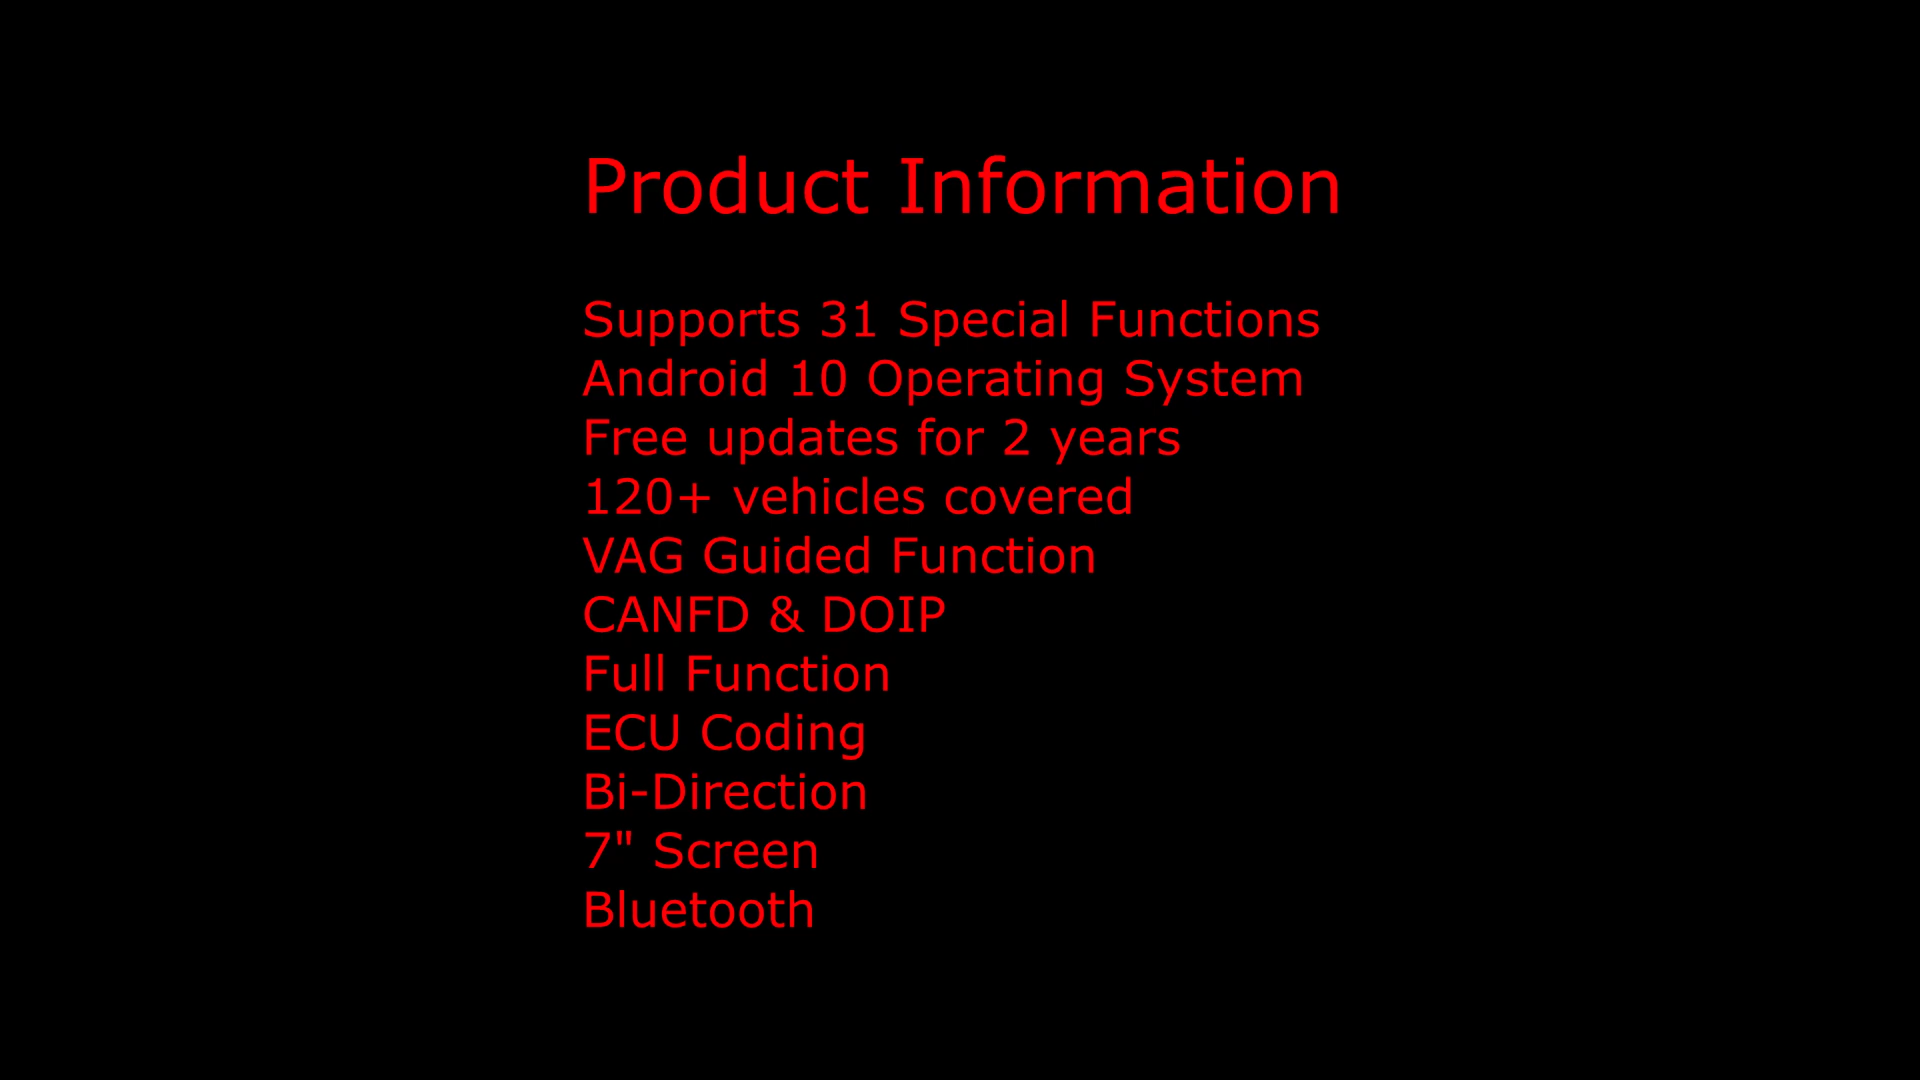 Product Information
Supports 31 Special Functions
Android 10 Operating System
Free updates for 2 years
120+ vehicles covered
VAG Guided Function
CANFD & DOIP
Full Function
ECU Coding
Bi-Direction
7" Screen
Bluetooth